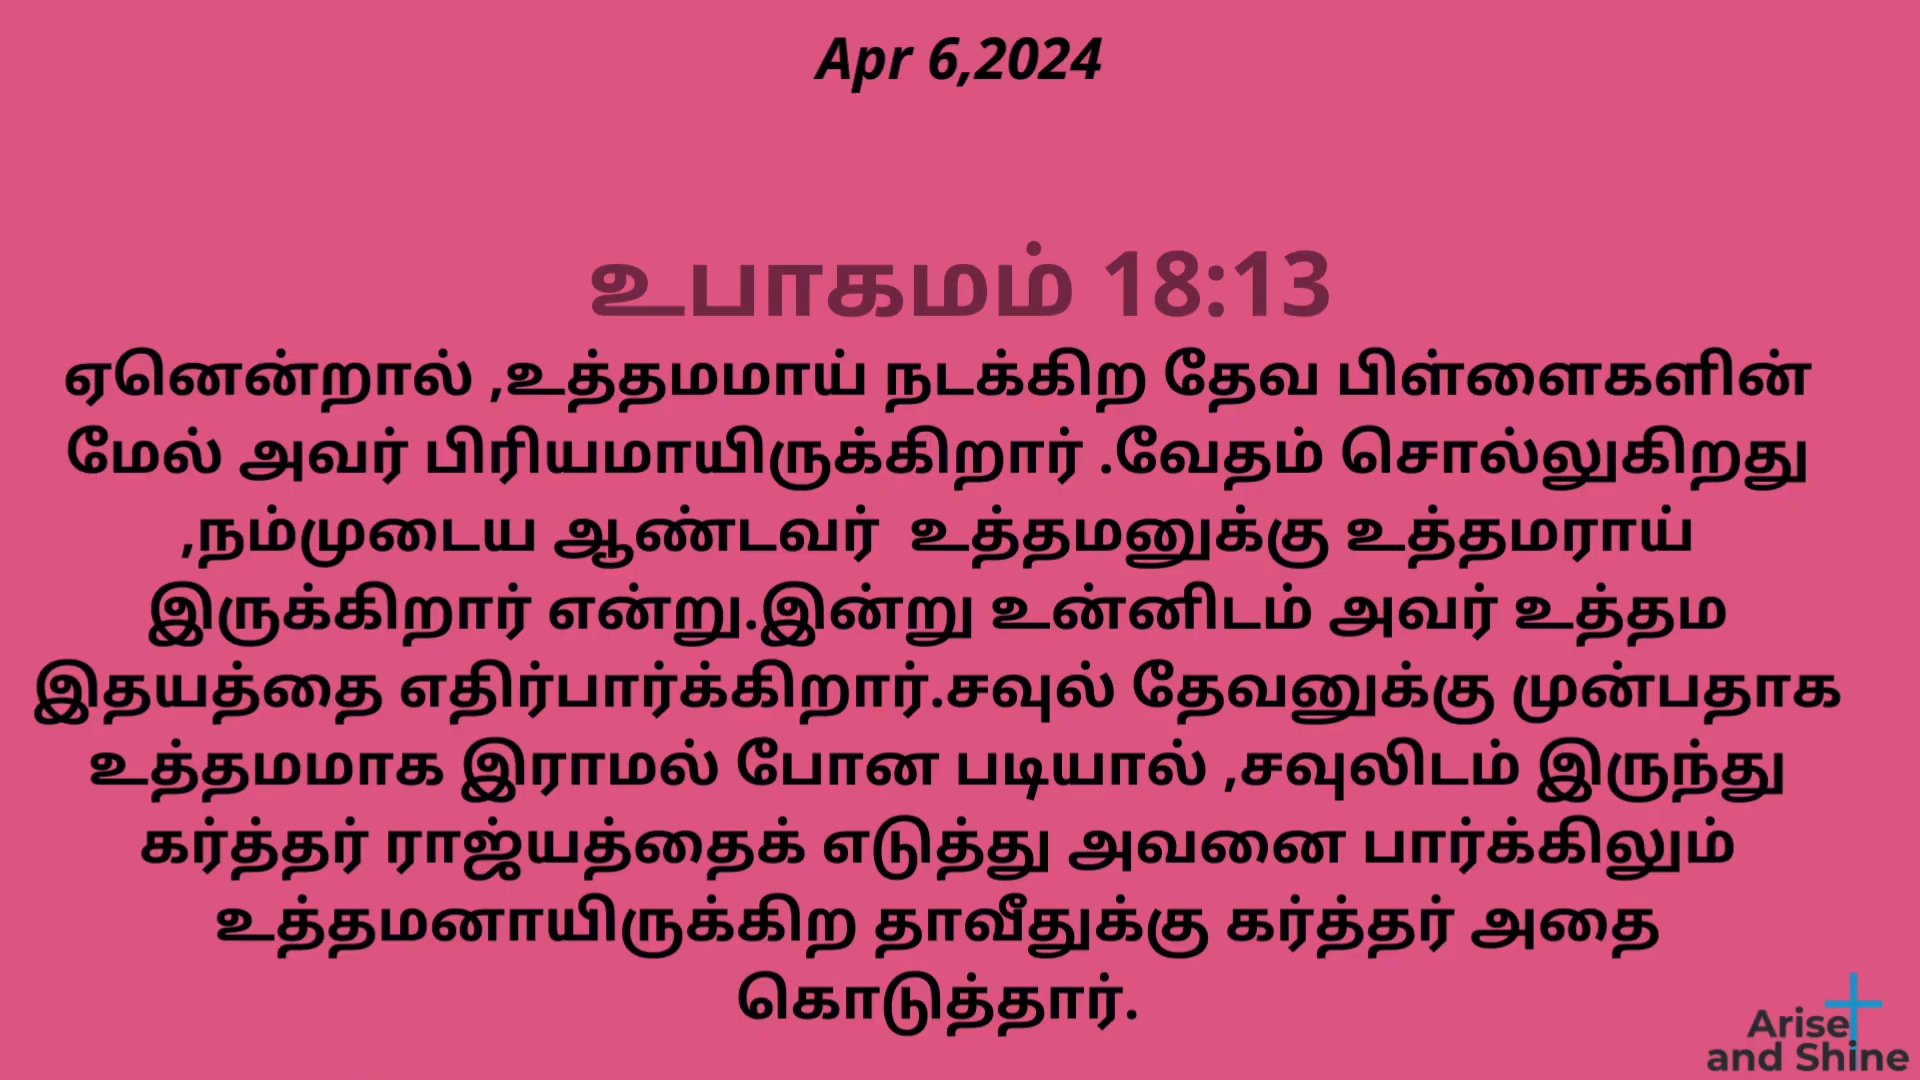 Apr 6,2024
உபாகமம் 18:13
ஏனென்றால் ,உத்தமமாய் நடக்கிற தேவ பிள்ளைகளின்
மேல் அவர் பிரியமாயிருக்கிறார் .வேதம் சொல்லுகிறது
,நம்முடைய ஆண்டவர்  உத்தமனுக்கு உத்தமராய்
இருக்கிறார் என்று.இன்று உன்னிடம் அவர் உத்தம
இதயத்தை எதிர்பார்க்கிறார்.சவுல் தேவனுக்கு முன்பதாக
உத்தமமாக இராமல் போன படியால் ,சவுலிடம் இருந்து
கர்த்தர் ராஜ்யத்தைக் எடுத்து அவனை பார்க்கிலும்
உத்தமனாயிருக்கிற தாவீதுக்கு கர்த்தர் அதை
கொடுத்தார்.
Arise
and Shine